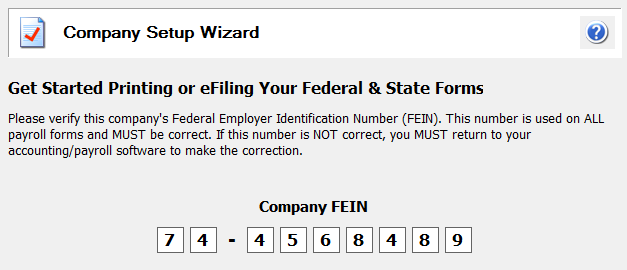 Company Setup Wizard
Get Started Printing or eFiling Your Federal & State Forms
Please verify this company's Federal Employer Identification Number (FEIN). This number is used on ALL
payroll forms and MUST be correct. If this number is NOT correct, you MUST return to your
accounting/payroll software to make the correction.
Company FEIN
7 4 - 4 5 6 8 4 8 9